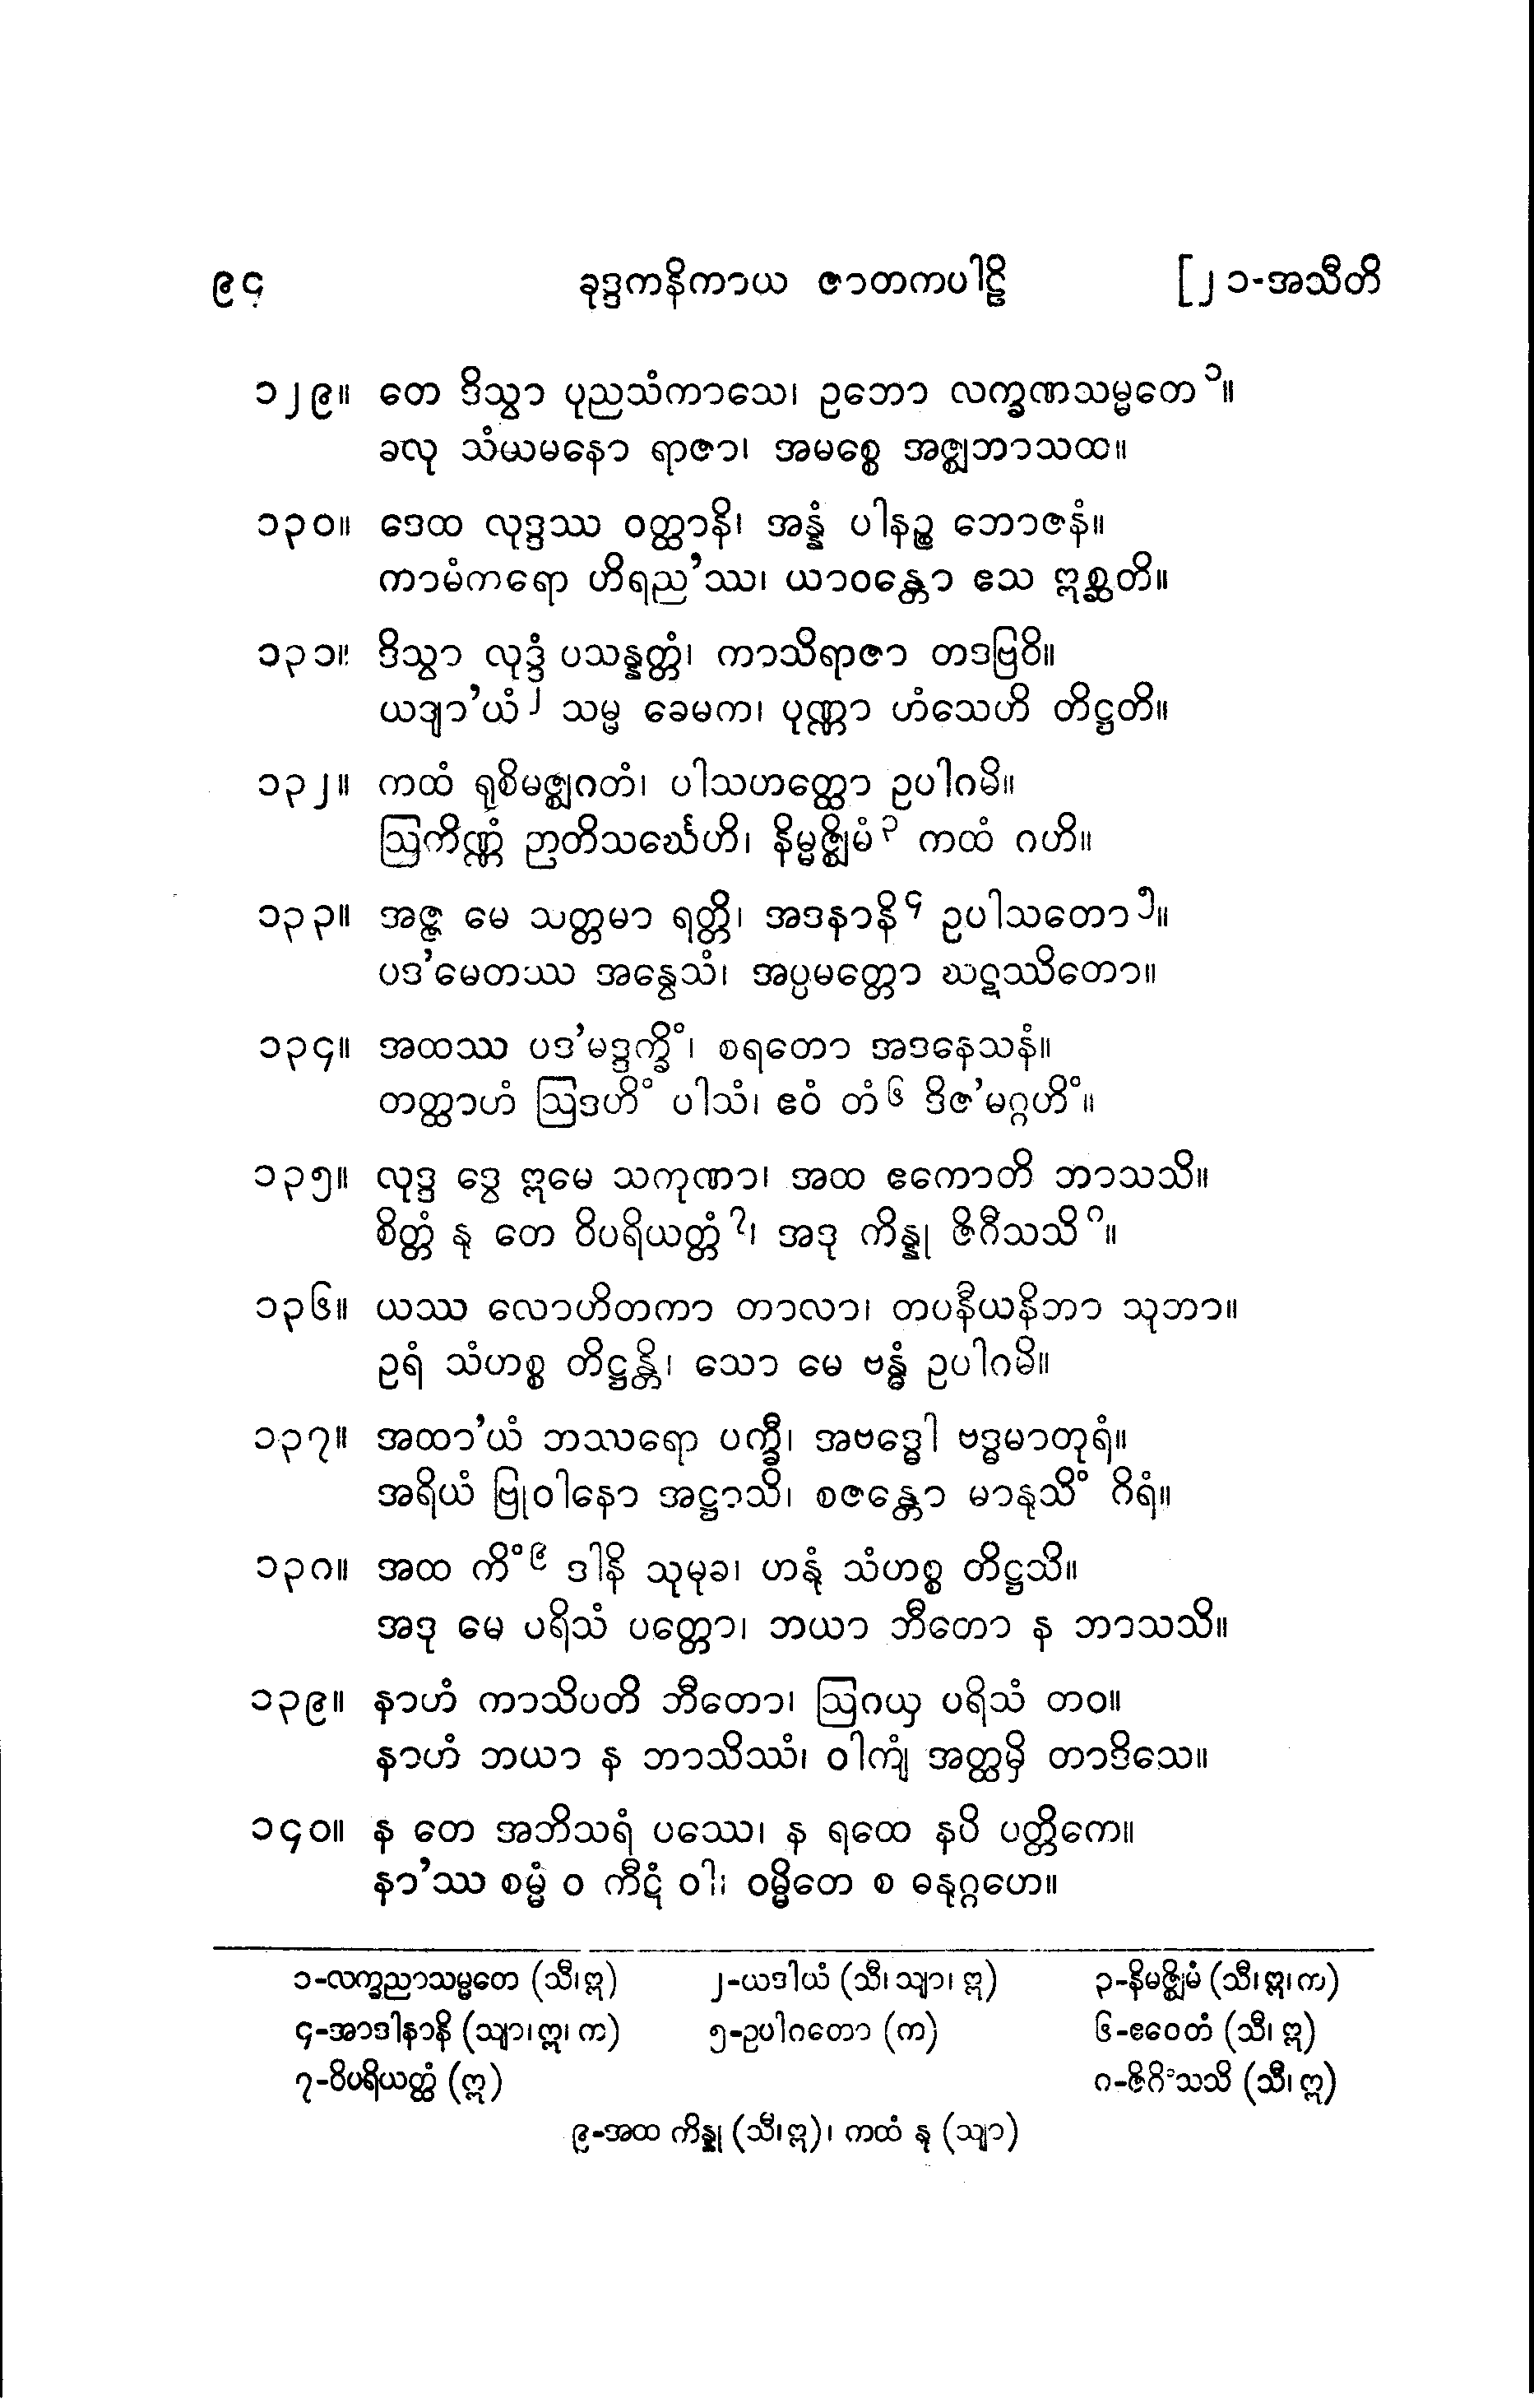 ၉၄ ခုဒ္ဒကနိကာယ ဇာတကပါဠိ [၂၁-အသီတိ
၁၂၉။ တေ ဒိသွာ ပုညသံကာသေ၊ ဥဘော လက္ခဏသမ္မတေ ၁။
ခလု သံယမနော ရာဇာ၊ အမစ္စေ အဇ္ဈဘာသထ။
၁၃၀။ ဒေထ လုဒ္ဒဿ ဝတ္ထာနိ၊ အန္နံ ပါနဉ္စ ဘောဇနံ။
ကာမံကရော ဟိရည'ဿ၊ ယာဝန္တော ဧသ ဣစ္ဆတိ။
၁၃၁။ ဒိသွာ လုဒ္ဒံ ပသန္နတ္တံ၊ ကာသိရာဇာ တဒဗြဝိ။
ယဒျာ'ယံ ၂ သမ္မ ခေမက၊ ပုဏ္ဏာ ဟံသေဟိ တိဋ္ဌတိ။
၁၃၂။ ကထံ ရုစိမဇ္ဈဂတံ၊ ပါသဟတ္ထော ဥပါဂမိ။
ဩကိဏ္ဏံ ဉာတိသင်္ဃေဟိ၊ နိမ္မဇ္ဈိမံ ၃ ကထံ ဂဟိ။
၁၃၃။ အဇ္ဇ မေ သတ္တမာ ရတ္တိ၊ အဒနာနိ ၄ ဥပါသတော ၅။
ပဒ'မေတဿ အန္വေသံ၊ အပ္ပမတ္တော ဃဋဿိတော။
၁၃၄။ အထဿ ပဒ'မဒ္ဒက္ခိံ၊ စရတော အဒနေသနံ။
တတ္ထာဟံ ဩဒဟိံ ပါသံ၊ ဧဝံ တံ ၆ ဒိဇ'မဂ္ဂဟိံ။
၁၃၅။ လုဒ္ဒ ဒွေ ဣမေ သကုဏာ၊ အထ ဧကောတိ ဘာသသိ။
စိတ္တံ နု တေ ဝိပရိယတ္တံ ၇၊ အဒု ကိန္နု ဇိဂီသသိ ၈။
၁၃၆။ ယဿ လောဟိတကာ တာလာ၊ တပနီယနိဘာ သုဘာ။
ဥရံ သံဟစ္စ တိဋ္ဌန္တိ၊ သော မေ ဗန္ဓံ ဥပါဂမိ။
၁၃၇။ အထာ'ယံ ဘဿရော ပက္ခီ၊ အဗဒ္ဓေါ ဗဒ္ဓမာတုရံ။
အရိယံ ဗြုဝါနော အဋ္ဌာသိ၊ စဇန္တော မာနုသိံ ဂိရံ။
၁၃၈။ အထ ကိံ ၉ ဒါနိ သုမုခ၊ ဟနုံ သံဟစ္စ တိဋ္ဌသိ။
အဒု မေ ပရိသံ ပတ္တော၊ ဘယာ ဘီတော န ဘာသသိ။
၁၃၉။ နာဟံ ကာသိပတိ ဘီတော၊ ဩဂယှ ပရိသံ တဝ။
နာဟံ ဘယာ န ဘာသိဿံ၊ ဝါကျံ အတ္ထမှိ တာဒိသေ။
၁၄၀။ န တေ အဘိသရံ ပဿေ၊ န ရထေ နပိ ပတ္တိကေ။
နာ'ဿ စမ္မံ ဝ ကီဋံ ဝါ၊ ဝမ္မိတေ စ ဓနုဂ္ဂဟေ။
၁-လက္ခညာသမ္မတေ (သီ၊ဣ) ၂-ယဒါယံ (သီ၊သျာ၊ဣ) ၃-နိမဇ္ဈိမံ (သီ၊ဣ၊က)
၄-အာဒါနာနိ (သျာ၊ဣ၊က) ၅-ဥပါဂတော (က) ၆-ဧဝေတံ (သီ၊ဣ)
၇-ဝိပရိယတ္ထံ (ဣ) ၈-ဇိဂိံသသိ (သီ၊ဣ)
၉-အထ ကိန္နု (သီ၊ဣ)၊ ကထံ နု (သျာ)